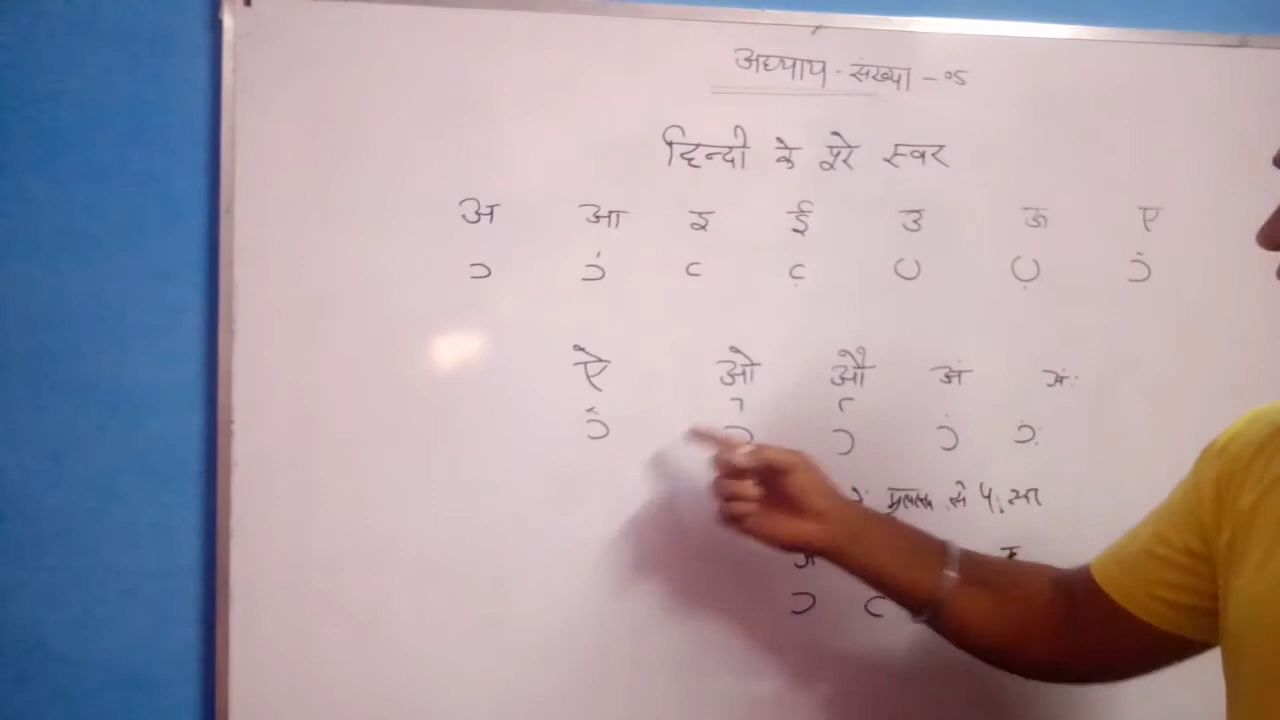 अध्याय - संख्या - 05
हिन्दी के पूरे स्वर
अ आ इ ई उ ऊ ए
ऐ ओ औ अं अः
से